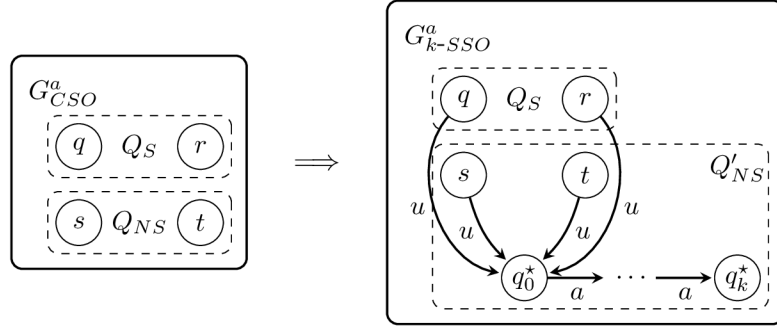 G^a_{CSO}
q Q_S r
s Q_{NS} t
⟹
G^a_{k-SSO}
q Q_S r
s t Q'_{NS}
u u u u
q^⋆_0 ⋯ q^⋆_k
a a